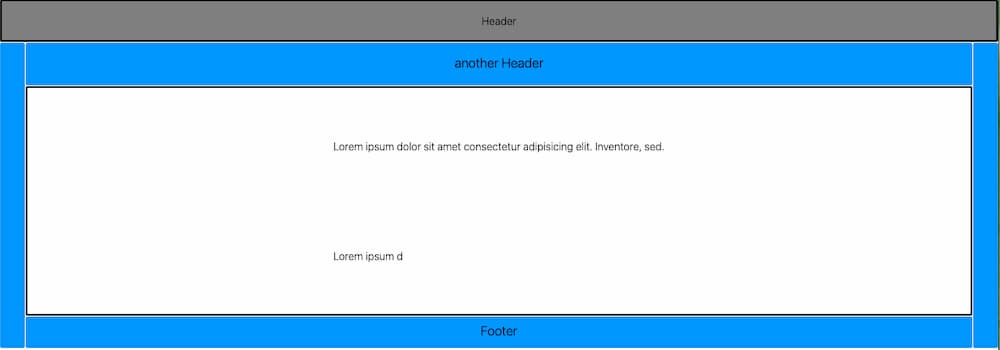 Header
another Header
Lorem ipsum dolor sit amet consectetur adipisicing elit. Inventore, sed.
Lorem ipsum d
Footer